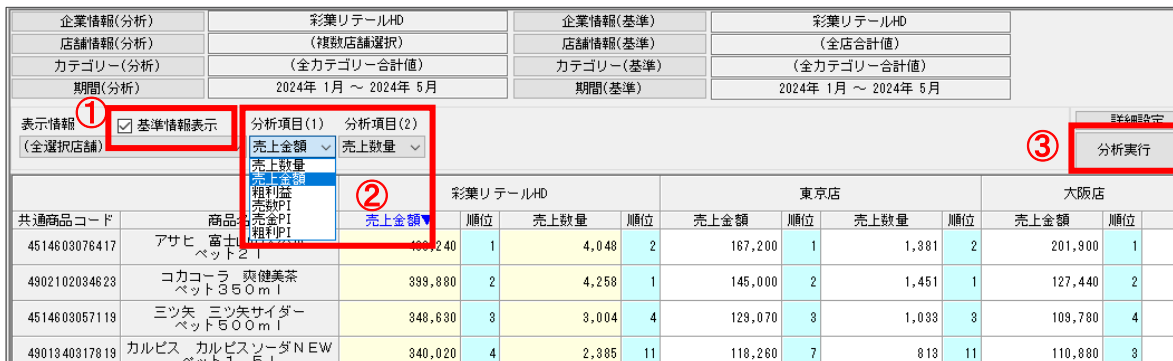 企業情報(分析) 彩葉リテールHD 企業情報(基準) 彩葉リテールHD
店舗情報(分析) (複数店舗選択) 店舗情報(基準) (全店合計値)
カテゴリー(分析) (全カテゴリー合計値) カテゴリー(基準) (全カテゴリー合計値)
期間(分析) 2024年 1月 ～ 2024年 5月 期間(基準) 2024年 1月 ～ 2024年 5月
①
表示情報 基準情報表示 分析項目(1) 分析項目(2) 詳細設定
(全選択店舗) 売上金額 売上数量 ③ 分析実行
売上数量
売上金額
粗利益
売数PI
売金PI
粗利PI
②
彩葉リテールHD 東京店 大阪店
共通商品コード 売上金額▼ 順位 売上数量 順位 売上金額 順位 売上数量 順位 売上金額 順位
4514603076417 アサヒ 富士山 ペット2l 240 1 4,048 2 167,200 1 1,381 2 201,900 1
4902102034623 コカコーラ 爽健美茶 ペット350ml 399,880 2 4,258 1 145,000 2 1,451 1 127,440 2
4514603057119 三ツ矢 三ツ矢サイダー ペット500ml 348,630 3 3,004 4 129,070 3 1,033 3 109,780 4
4901340317819 カルピス カルピスソーダNEW 340,020 4 2,385 11 118,260 7 813 11 110,880 3